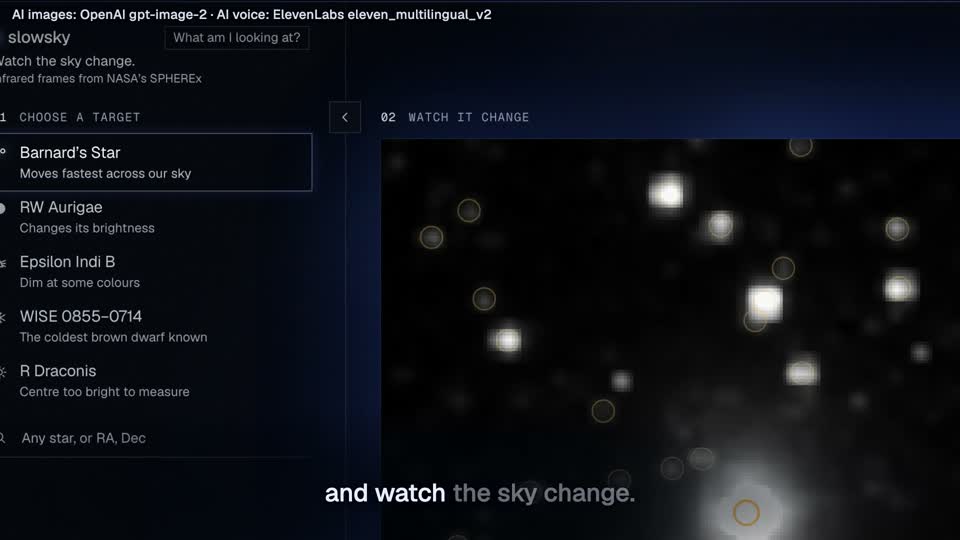 AI images: OpenAI gpt-image-2 · AI voice: ElevenLabs eleven_multilingual_v2
slowsky
What am I looking at?
Watch the sky change.
nfrared frames from NASA's SPHEREx
1 CHOOSE A TARGET
02 WATCH IT CHANGE
Barnard's Star
Moves fastest across our sky
RW Aurigae
Changes its brightness
Epsilon Indi B
Dim at some colours
WISE 0855–0714
The coldest brown dwarf known
R Draconis
Centre too bright to measure
Any star, or RA, Dec
and watch the sky change.